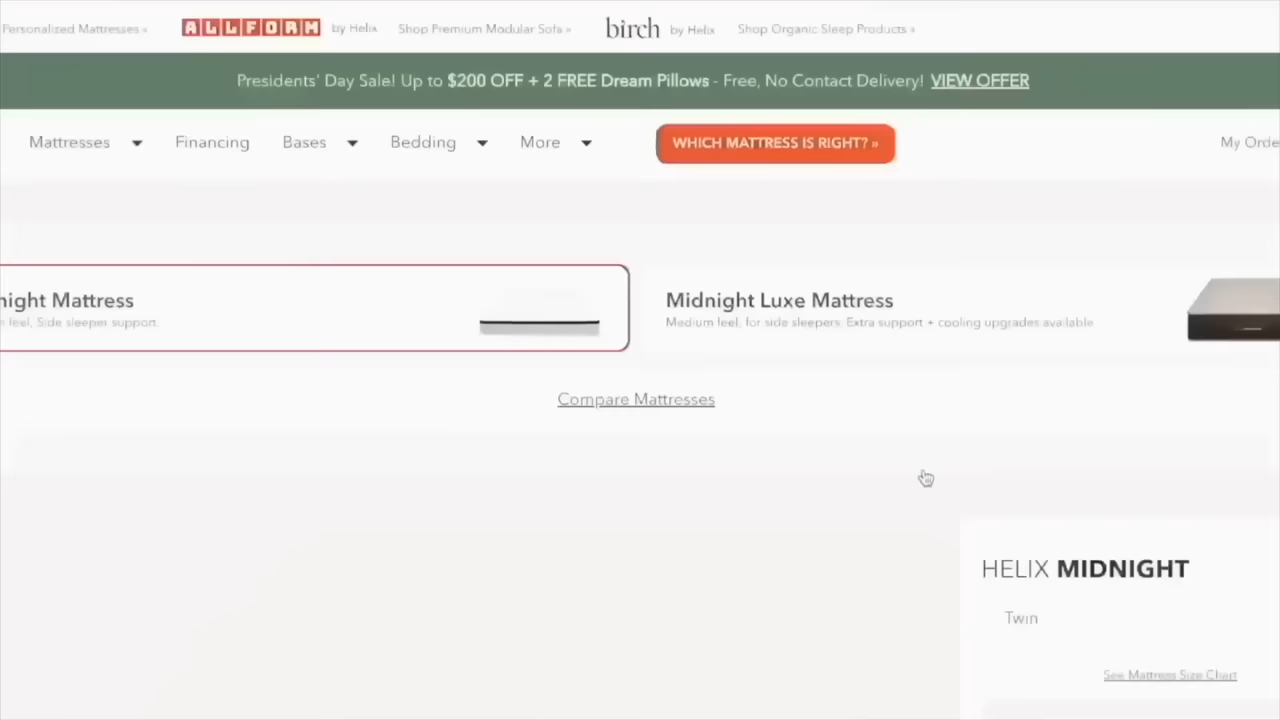 Personalized Mattresses »
ALLFORM by Helix
Shop Premium Modular Sofa »
birch by Helix
Shop Organic Sleep Products »
Presidents' Day Sale! Up to $200 OFF + 2 FREE Dream Pillows - Free, No Contact Delivery! VIEW OFFER
Mattresses
Financing
Bases
Bedding
More
WHICH MATTRESS IS RIGHT? »
My Orde
night Mattress
feel, Side sleeper support.
Midnight Luxe Mattress
Medium feel, for side sleepers. Extra support + cooling upgrades available
Compare Mattresses
HELIX MIDNIGHT
Twin
See Mattress Size Chart